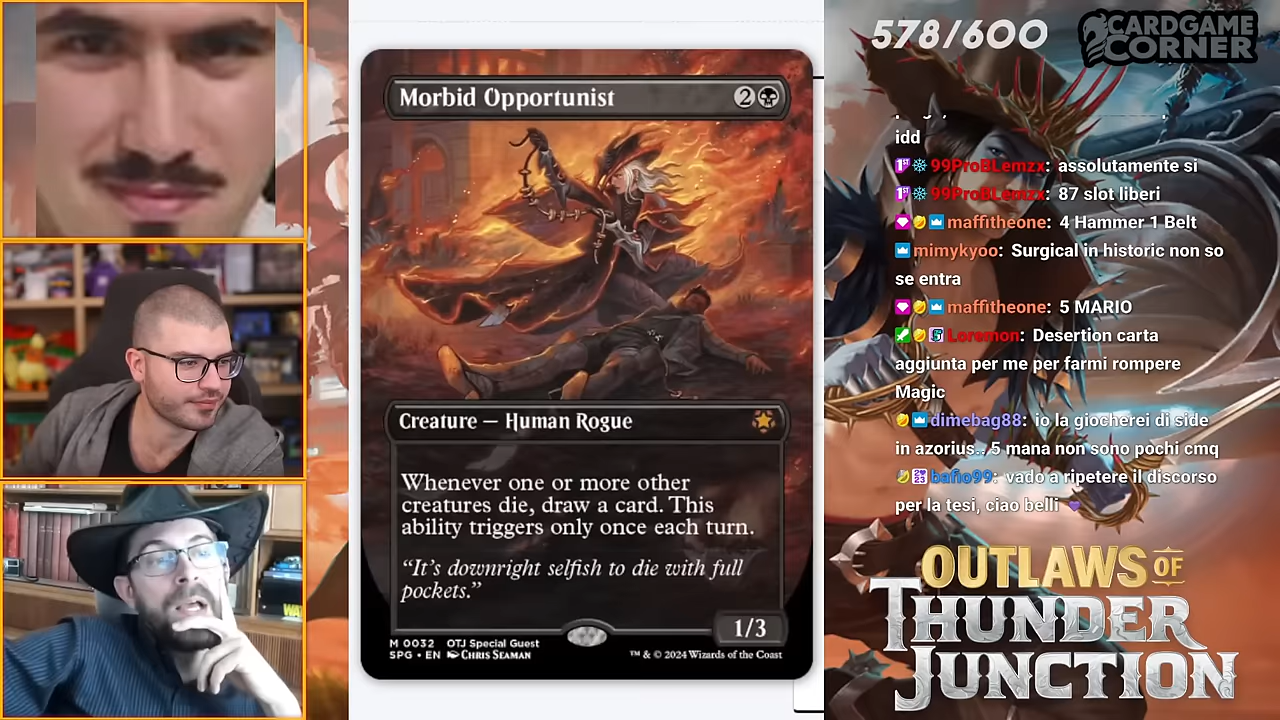 Morbid Opportunist 2
Creature — Human Rogue
Whenever one or more other
creatures die, draw a card. This
ability triggers only once each turn.
“It’s downright selfish to die with full
pockets.”
1/3
M 0032 OTJ Special Guest
SPG • EN Chris Seaman
™ & © 2024 Wizards of the Coast
578/600
CARDGAME
CORNER
idd
99ProBLemzx: assolutamente si
99ProBLemzx: 87 slot liberi
maffitheone: 4 Hammer 1 Belt
mimykyoo: Surgical in historic non so
se entra
maffitheone: 5 MARIO
Loremon: Desertion carta
aggiunta per me per farmi rompere
Magic
dimebag88: io la giocherei di side
in azorius.. 5 mana non sono pochi cmq
bafio99: vado a ripetere il discorso
per la tesi, ciao belli
OUTLAWS OF
THUNDER
JUNCTION